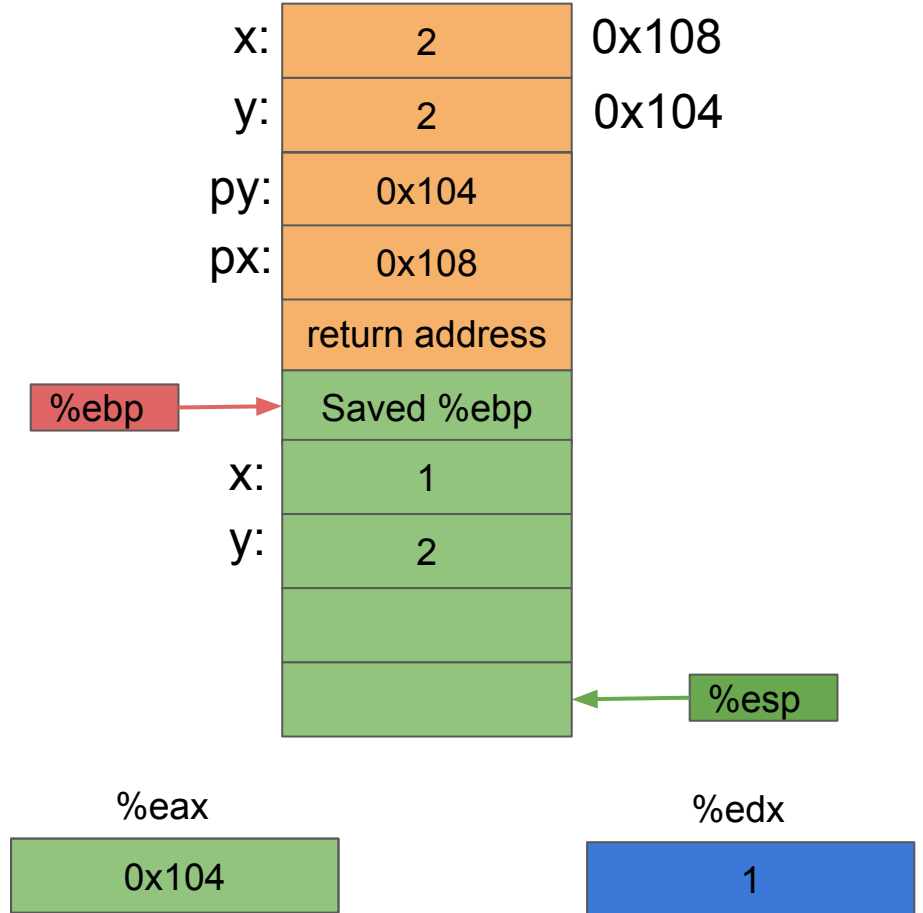 x: 2 0x108
y: 2 0x104
py: 0x104
px: 0x108
return address
%ebp Saved %ebp
x: 1
y: 2
%esp
%eax %edx
0x104 1